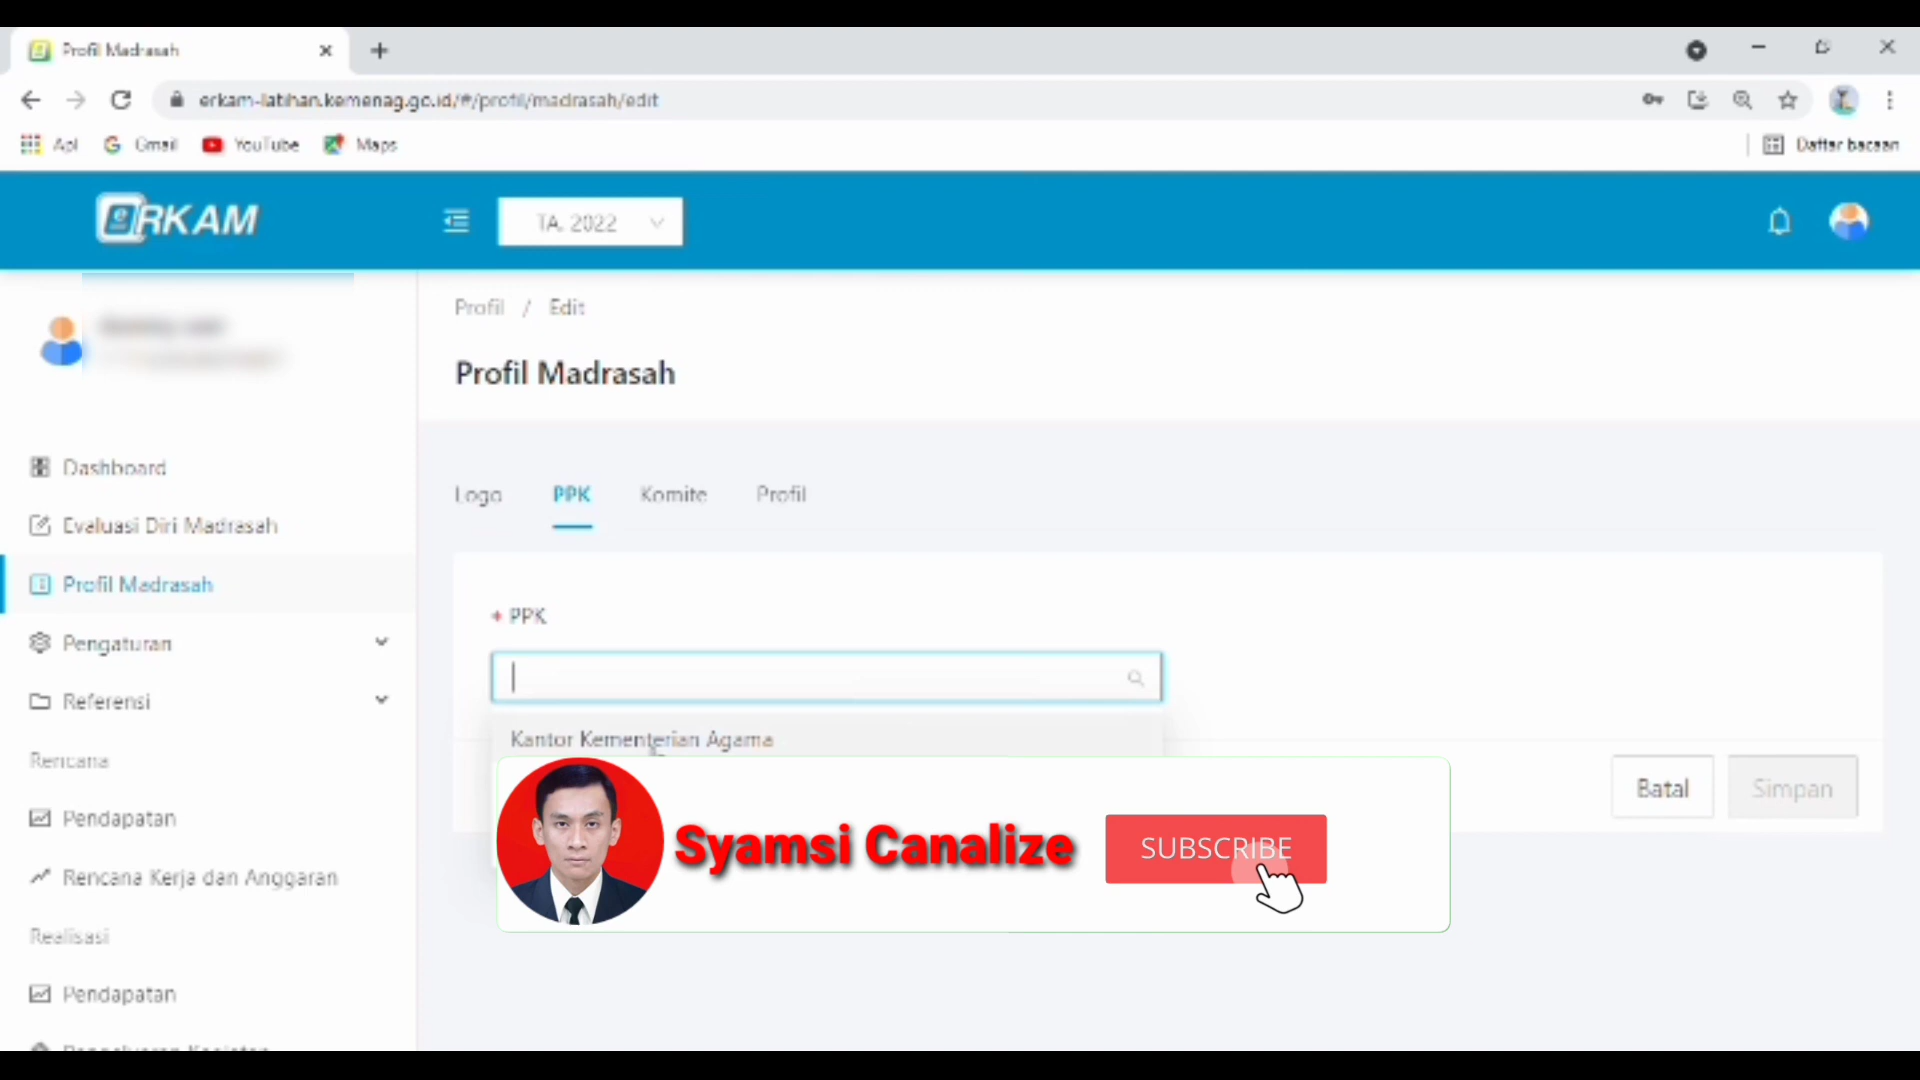 Profil Madrasah
erkam-latihan.kemenag.go.id/#/profil/madrasah/edit
Apl Gmail YouTube Maps Daftar bacaan
eRKAM TA. 2022
Profil / Edit
Profil Madrasah
Dashboard
Evaluasi Diri Madrasah
Profil Madrasah
Pengaturan
Referensi
Rencana
Pendapatan
Rencana Kerja dan Anggaran
Realisasi
Pendapatan
Logo PPK Komite Profil
* PPK
Kantor Kementerian Agama
Batal Simpan
Syamsi Canalize SUBSCRIBE